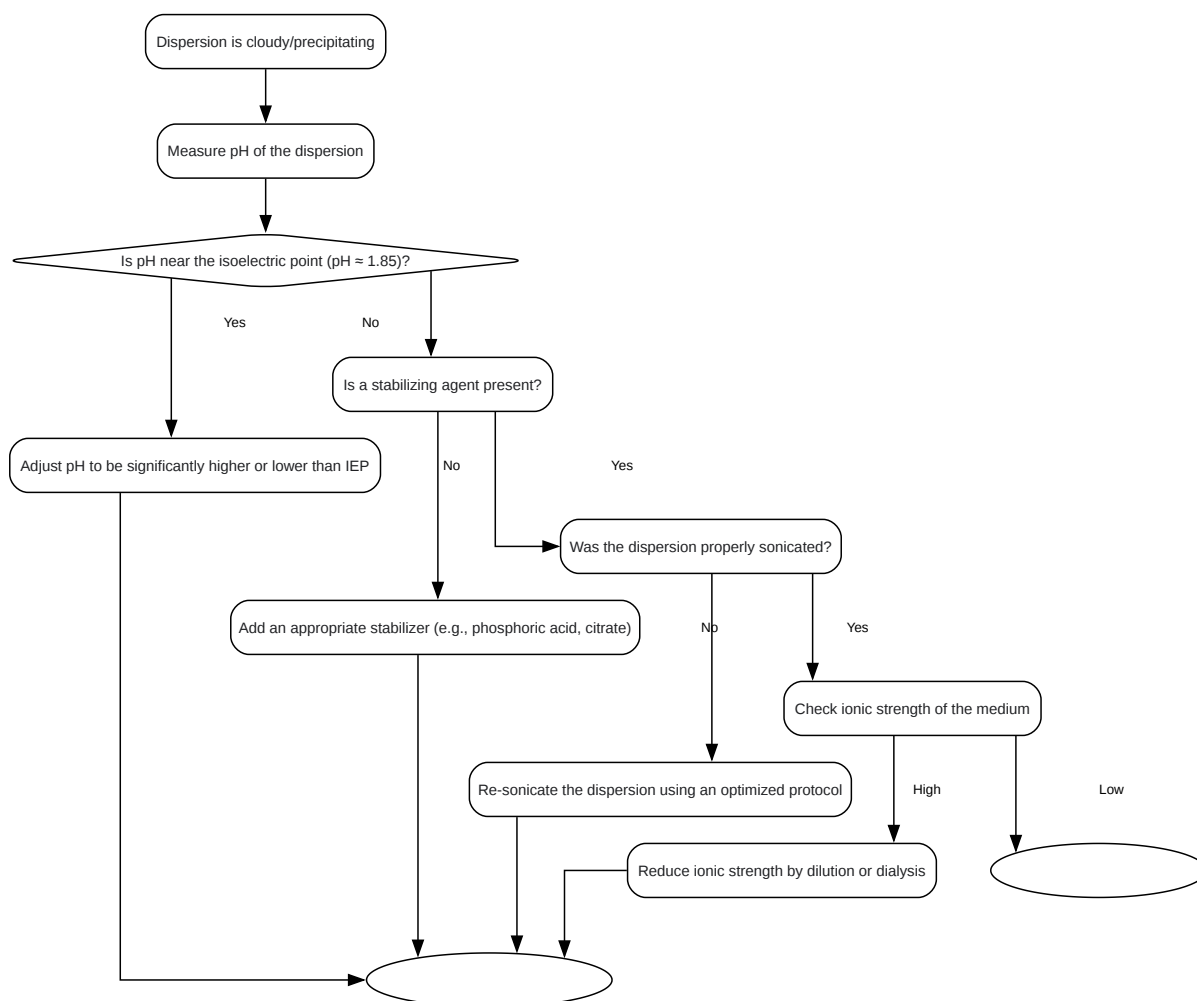 Dispersion is cloudy/precipitating
Measure pH of the dispersion
Is pH near the isoelectric point (pH ≈ 1.85)?
Yes
No
Is a stabilizing agent present?
Adjust pH to be significantly higher or lower than IEP
No
Yes
Was the dispersion properly sonicated?
Add an appropriate stabilizer (e.g., phosphoric acid, citrate)
No
Yes
Check ionic strength of the medium
Re-sonicate the dispersion using an optimized protocol
High
Low
Reduce ionic strength by dilution or dialysis